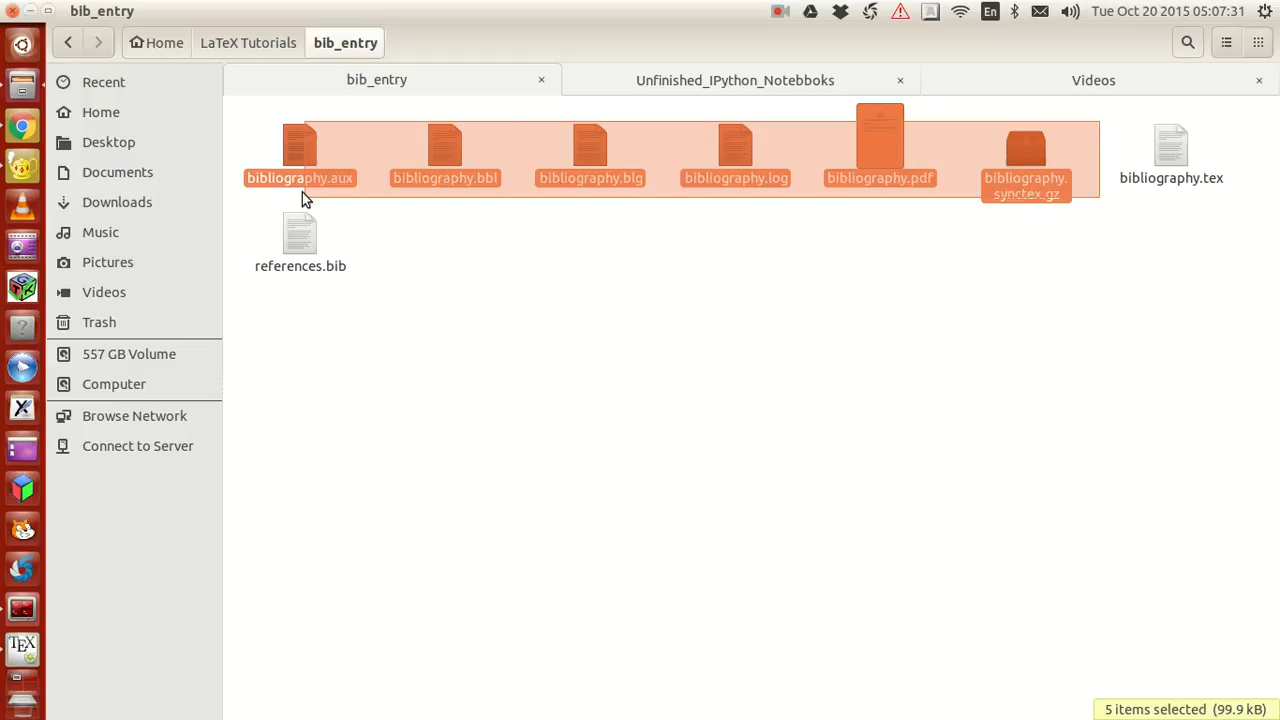 bib_entry
En
Tue Oct 20 2015 05:07:31
Home
LaTeX Tutorials
bib_entry
bib_entry
Unfinished_IPython_Notebboks
Videos
Recent
Home
Desktop
Documents
Downloads
Music
Pictures
Videos
Trash
557 GB Volume
Computer
Browse Network
Connect to Server
bibliography.aux
bibliography.bbl
bibliography.blg
bibliography.log
bibliography.pdf
bibliography.
synctex.gz
bibliography.tex
references.bib
TEX
5 items selected (99.9 kB)